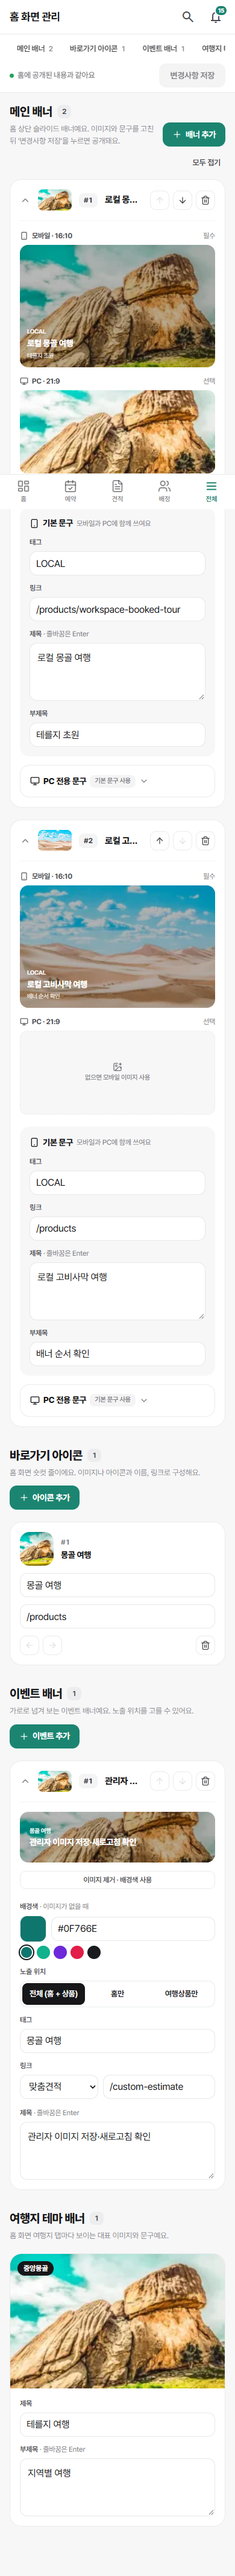 홈 화면 관리
15
메인 배너 2 바로가기 아이콘 1 이벤트 배너 1 여행지
홈에 공개된 내용과 같아요
변경사항 저장
메인 배너 2
홈 상단 슬라이드 배너예요. 이미지와 문구를 고친
뒤 '변경사항 저장'을 누르면 공개돼요.
배너 추가
모두 접기
#1 로컬 몽...
모바일 · 16:10 필수
LOCAL
로컬 몽골 여행
테를지 초원
PC · 21:9 선택
홈 예약 견적 배정 전체
기본 문구 모바일과 PC에 함께 쓰여요
태그
LOCAL
링크
/products/workspace-booked-tour
제목 · 줄바꿈은 Enter
로컬 몽골 여행
부제목
테를지 초원
PC 전용 문구 기본 문구 사용
#2 로컬 고...
모바일 · 16:10 필수
LOCAL
로컬 고비사막 여행
배너 순서 확인
PC · 21:9 선택
없으면 모바일 이미지 사용
기본 문구 모바일과 PC에 함께 쓰여요
태그
LOCAL
링크
/products
제목 · 줄바꿈은 Enter
로컬 고비사막 여행
부제목
배너 순서 확인
PC 전용 문구 기본 문구 사용
바로가기 아이콘 1
홈 화면 숏컷 줄이에요. 이미지나 아이콘과 이름, 링크로 구성해요.
아이콘 추가
#1
몽골 여행
몽골 여행
/products
이벤트 배너 1
가로로 넘겨 보는 이벤트 배너예요. 노출 위치를 고를 수 있어요.
이벤트 추가
#1 관리자 ...
몽골 여행
관리자 이미지 저장·새로고침 확인
이미지 제거 · 배경색 사용
배경색 · 이미지가 없을 때
#0F766E
노출 위치
전체 (홈 + 상품) 홈만 여행상품만
태그
몽골 여행
링크
맞춤견적 /custom-estimate
제목 · 줄바꿈은 Enter
관리자 이미지 저장·새로고침 확인
여행지 테마 배너 1
홈 화면 여행지 탭마다 보이는 대표 이미지와 문구예요.
중앙몽골
제목
테를지 여행
부제목 · 줄바꿈은 Enter
지역별 여행